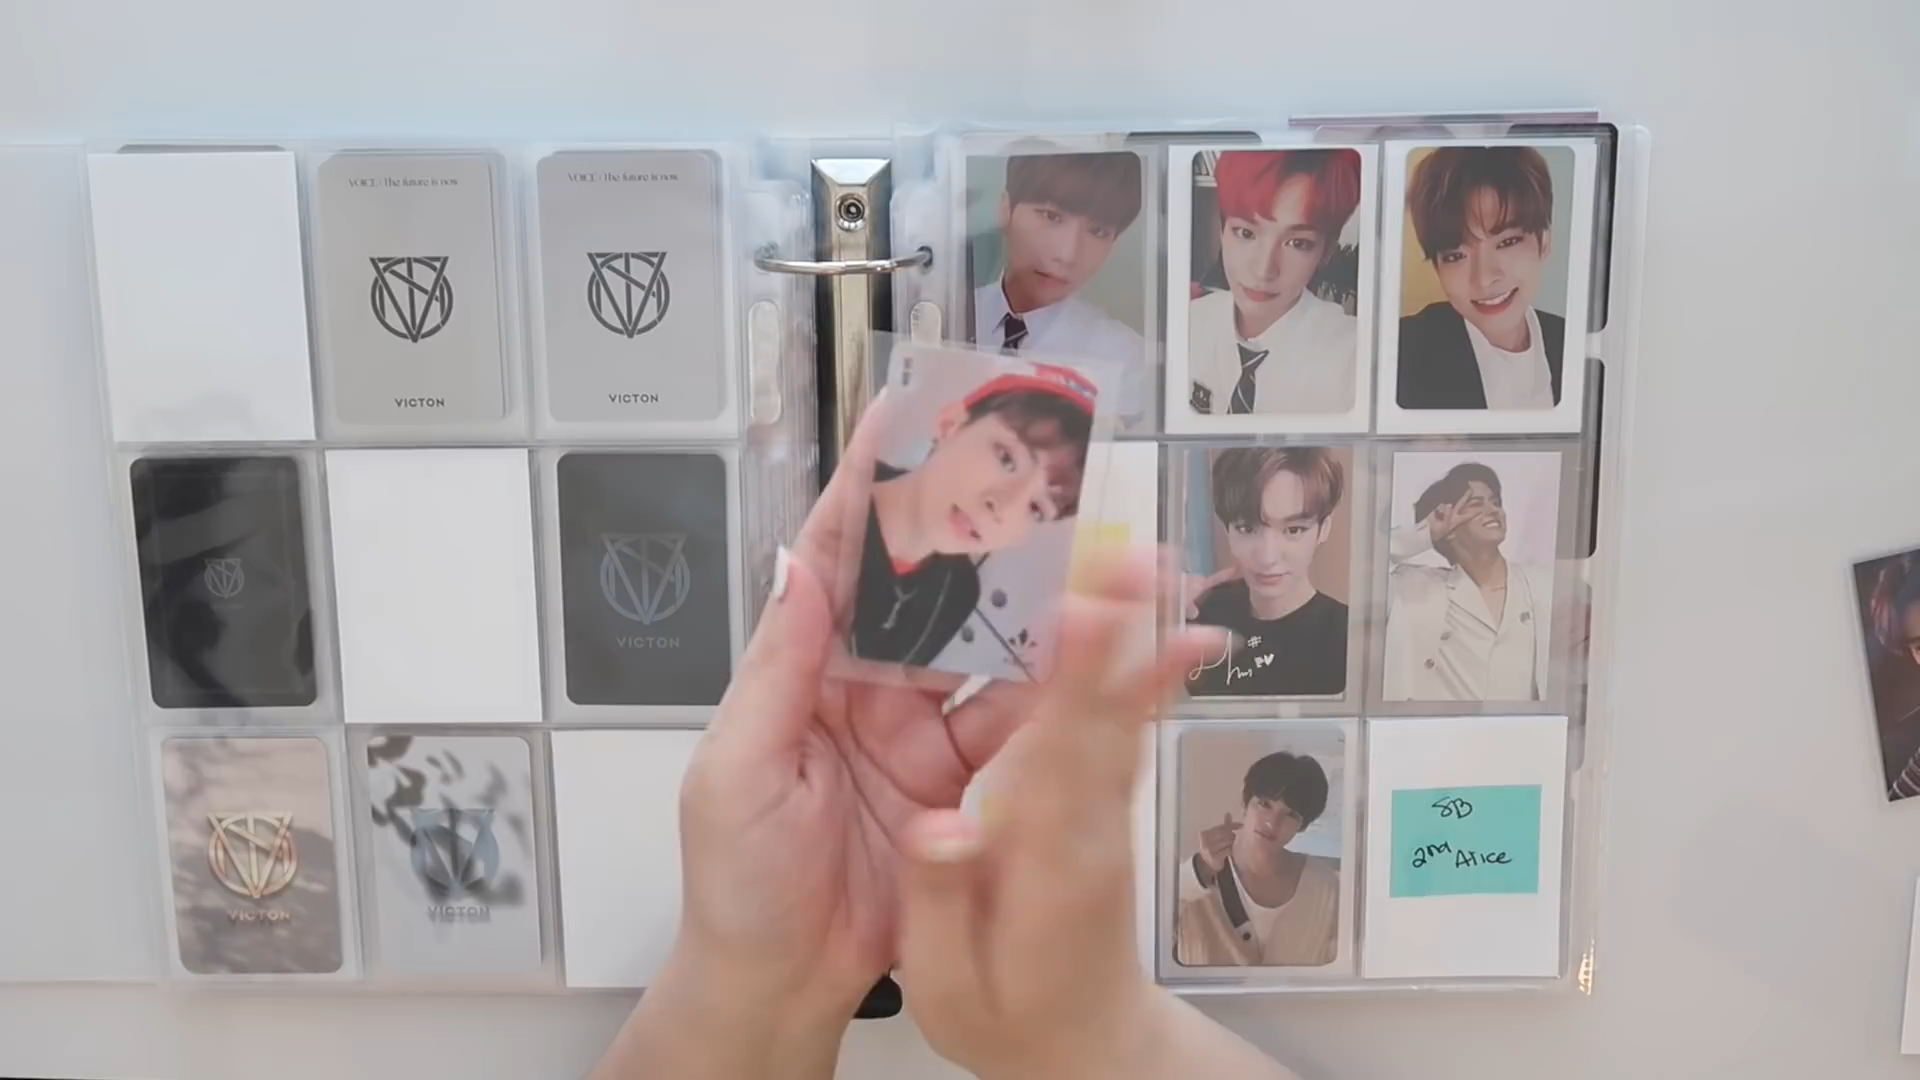 VOICE : The future is now
VICTON
VOICE : The future is now
VICTON
VICTON
VICTON
VICTON
SB
2nd Alice